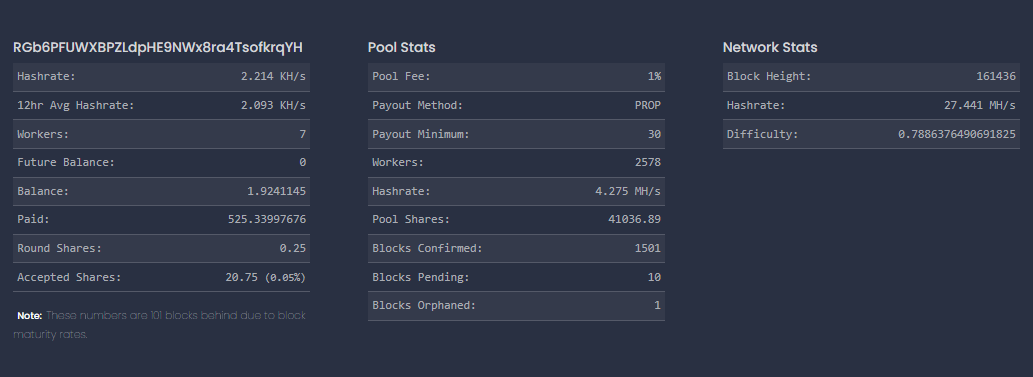 RGb6PFUWXBPZLdpHE9NWx8ra4TsofkrqYH
Hashrate: 2.214 KH/s
12hr Avg Hashrate: 2.093 KH/s
Workers: 7
Future Balance: 0
Balance: 1.9241145
Paid: 525.33997676
Round Shares: 0.25
Accepted Shares: 20.75 (0.05%)
Note: These numbers are 101 blocks behind due to block
maturity rates.
Pool Stats
Pool Fee: 1%
Payout Method: PROP
Payout Minimum: 30
Workers: 2578
Hashrate: 4.275 MH/s
Pool Shares: 41036.89
Blocks Confirmed: 1501
Blocks Pending: 10
Blocks Orphaned: 1
Network Stats
Block Height: 161436
Hashrate: 27.441 MH/s
Difficulty: 0.7886376490691825